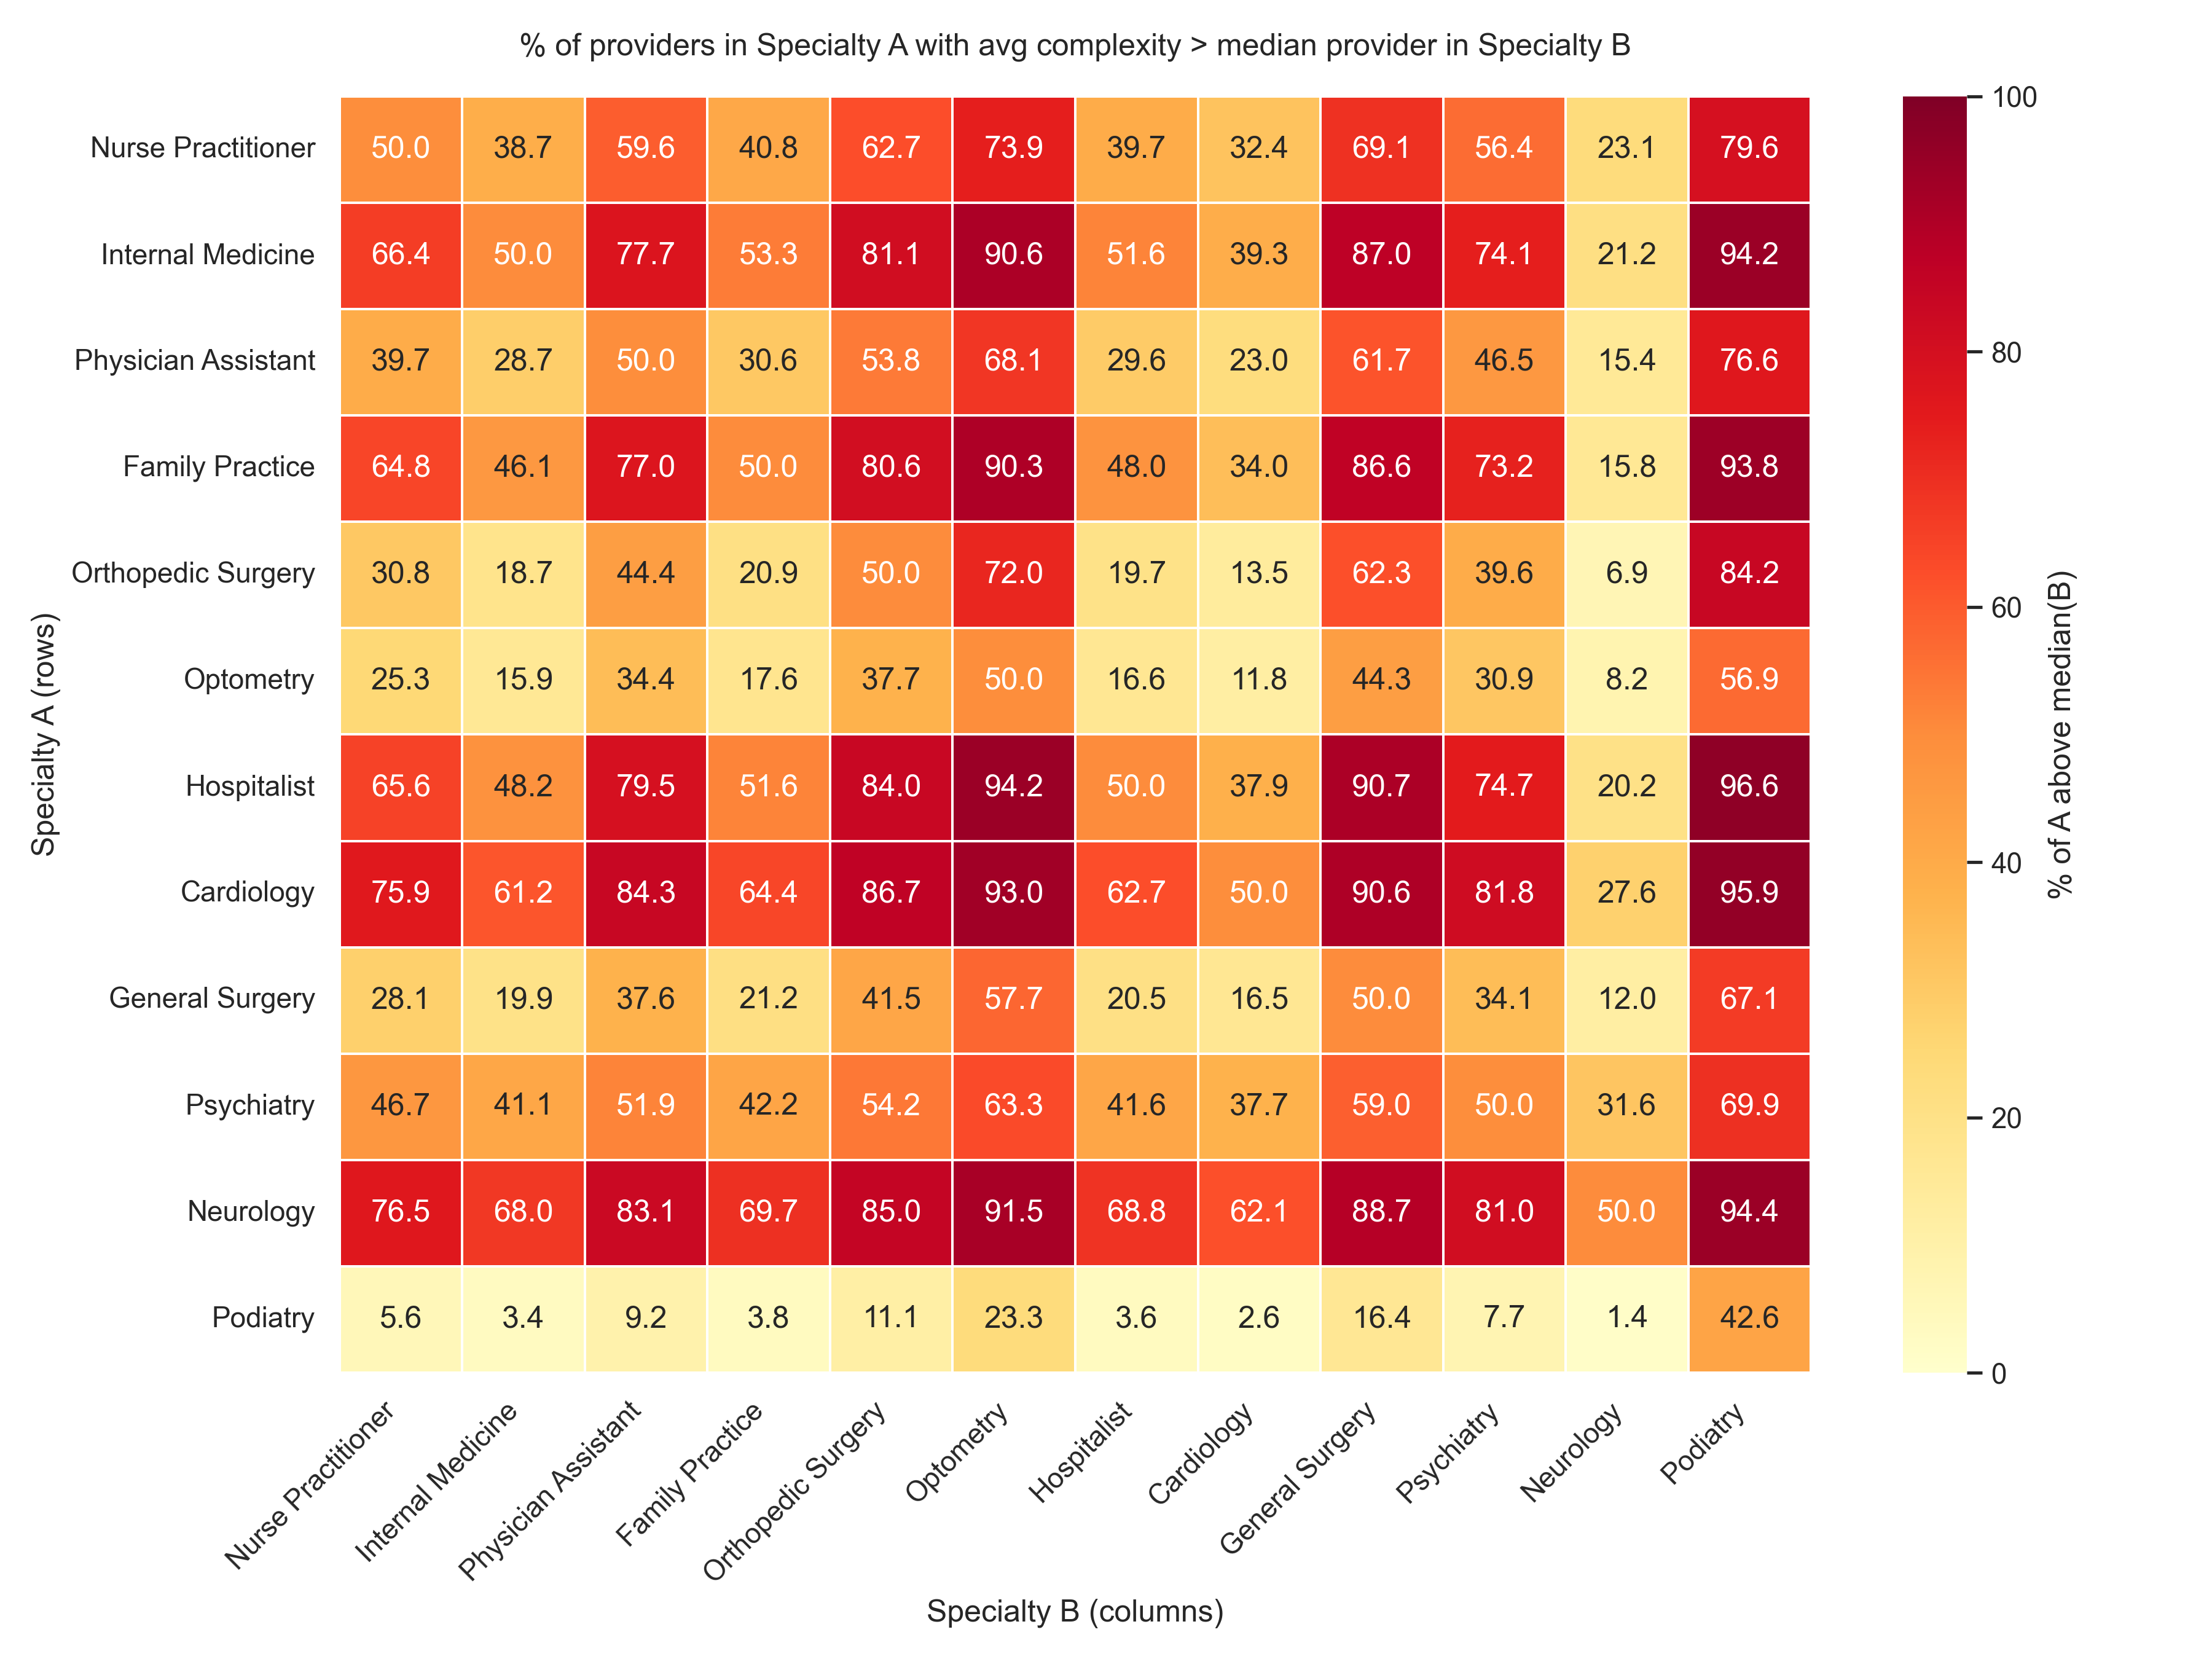 % of providers in Specialty A with avg complexity > median provider in Specialty B
Nurse Practitioner 50.0 38.7 59.6 40.8 62.7 73.9 39.7 32.4 69.1 56.4 23.1 79.6
Internal Medicine 66.4 50.0 77.7 53.3 81.1 90.6 51.6 39.3 87.0 74.1 21.2 94.2
Physician Assistant 39.7 28.7 50.0 30.6 53.8 68.1 29.6 23.0 61.7 46.5 15.4 76.6
Family Practice 64.8 46.1 77.0 50.0 80.6 90.3 48.0 34.0 86.6 73.2 15.8 93.8
Orthopedic Surgery 30.8 18.7 44.4 20.9 50.0 72.0 19.7 13.5 62.3 39.6 6.9 84.2
Optometry 25.3 15.9 34.4 17.6 37.7 50.0 16.6 11.8 44.3 30.9 8.2 56.9
Hospitalist 65.6 48.2 79.5 51.6 84.0 94.2 50.0 37.9 90.7 74.7 20.2 96.6
Cardiology 75.9 61.2 84.3 64.4 86.7 93.0 62.7 50.0 90.6 81.8 27.6 95.9
General Surgery 28.1 19.9 37.6 21.2 41.5 57.7 20.5 16.5 50.0 34.1 12.0 67.1
Psychiatry 46.7 41.1 51.9 42.2 54.2 63.3 41.6 37.7 59.0 50.0 31.6 69.9
Neurology 76.5 68.0 83.1 69.7 85.0 91.5 68.8 62.1 88.7 81.0 50.0 94.4
Podiatry 5.6 3.4 9.2 3.8 11.1 23.3 3.6 2.6 16.4 7.7 1.4 42.6
Specialty A (rows)
Nurse Practitioner
Internal Medicine
Physician Assistant
Family Practice
Orthopedic Surgery
Optometry
Hospitalist
Cardiology
General Surgery
Psychiatry
Neurology
Podiatry
Specialty B (columns)
100
80
60
40
20
0
% of A above median(B)